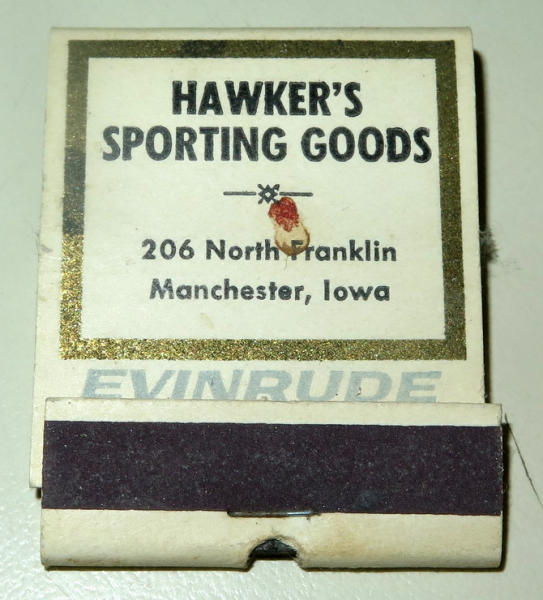 HAWKER'S
SPORTING GOODS
206 North Franklin
Manchester, Iowa
EVINRUDE